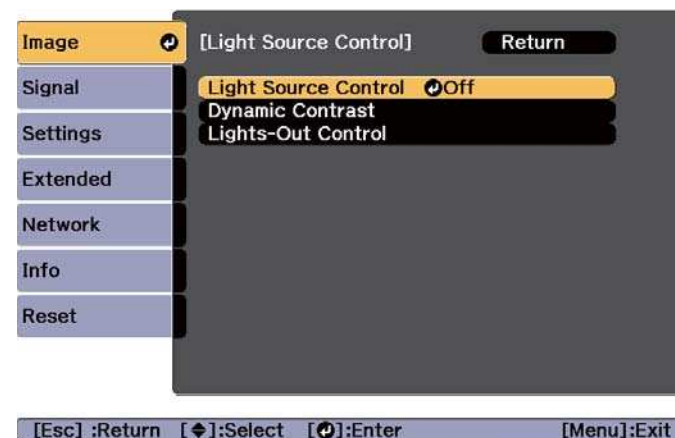 Image
Signal
Settings
Extended
Network
Info
Reset
[Light Source Control] Return
Light Source Control Off
Dynamic Contrast
Lights-Out Control
[Esc] :Return [◆]:Select [⏎]:Enter [Menu]:Exit